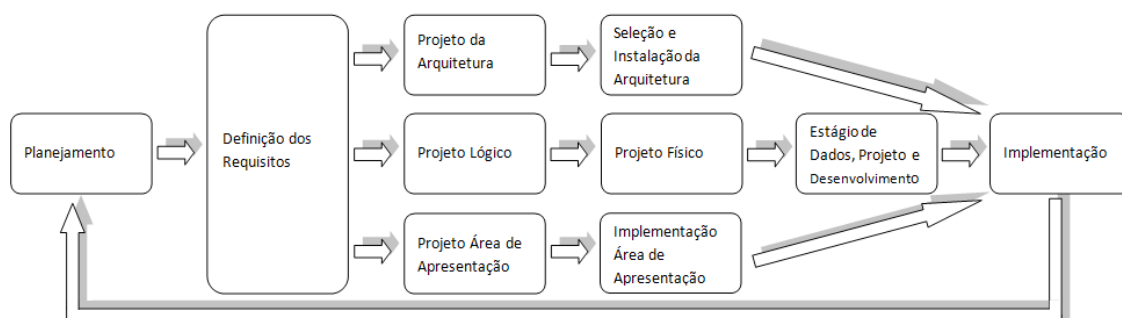 Planejamento
Definição dos
Requisitos
Projeto da
Arquitetura
Seleção e
Instalação da
Arquitetura
Projeto Lógico
Projeto Físico
Estágio de
Dados, Projeto e
Desenvolvimento
Projeto Área de
Apresentação
Implementação
Área de
Apresentação
Implementação